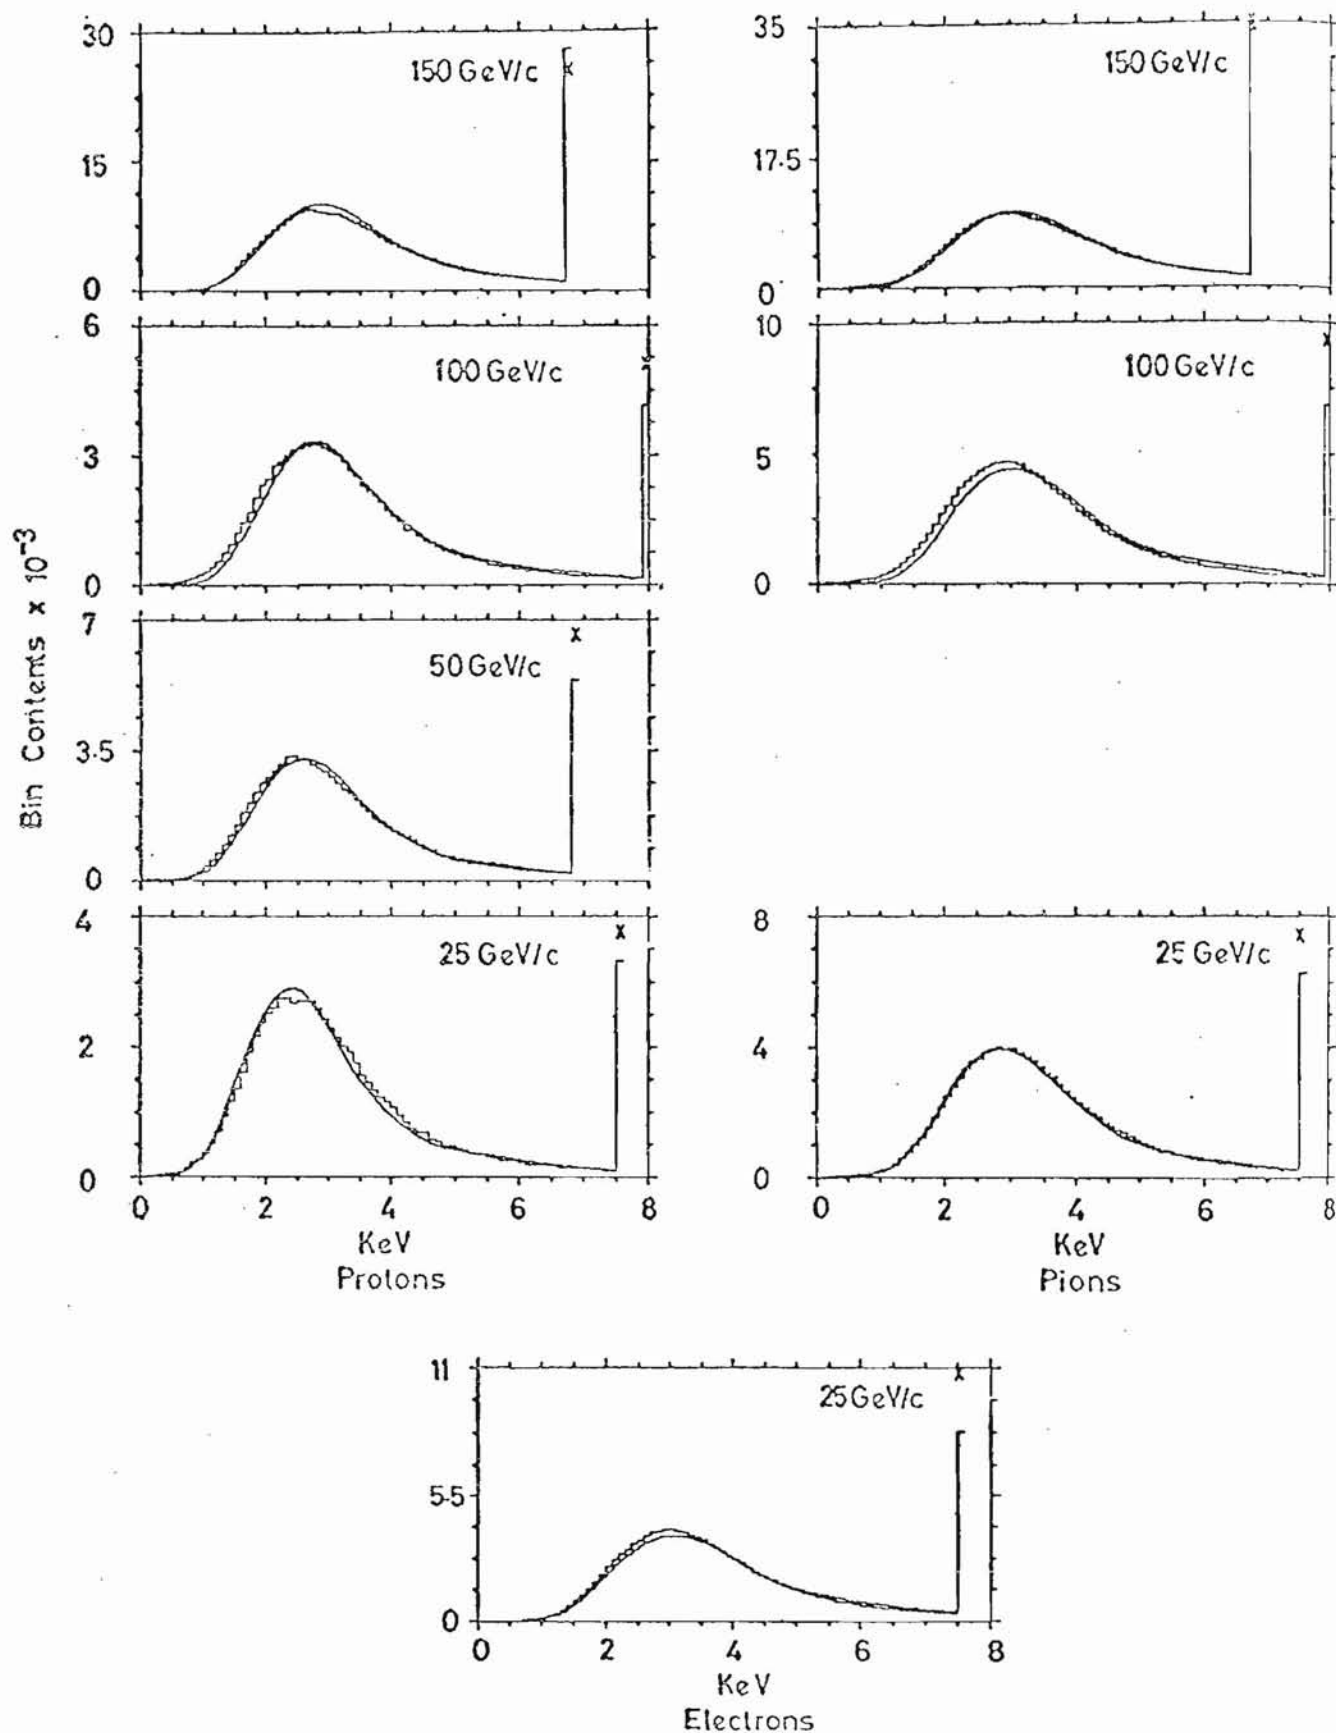 Bin Contents x 10⁻³
30
15
0
150 GeV/c
x
35
17.5
0
150 GeV/c
6
3
0
100 GeV/c
10
5
0
100 GeV/c
x
7
3.5
0
50 GeV/c
x
4
2
0
25 GeV/c
x
0 2 4 6 8
KeV
Protons
8
4
0
25 GeV/c
x
0 2 4 6 8
KeV
Pions
11
5.5
0
25 GeV/c
x
0 2 4 6 8
KeV
Electrons